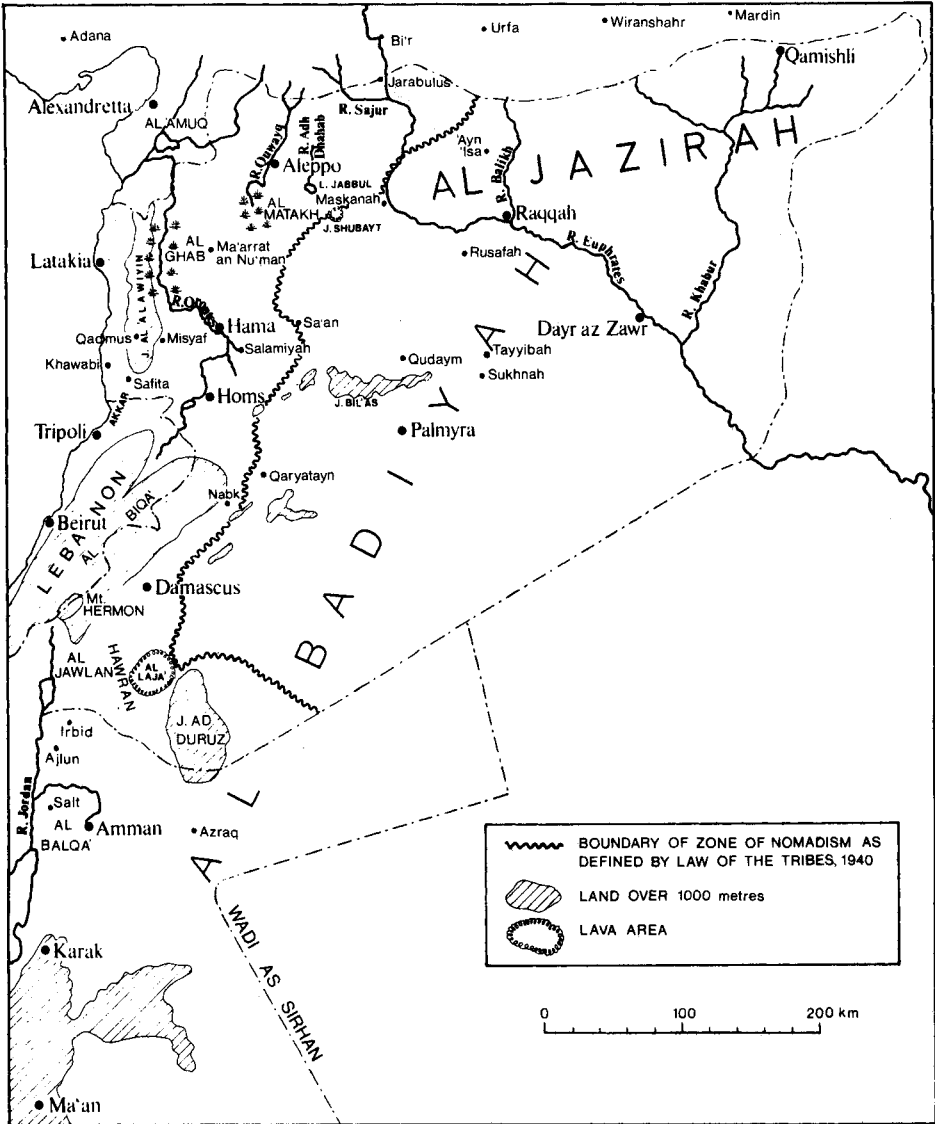 Adana
Bi'r
Urfa
Wiranshahr
Mardin
Qamishli
Jarabulus
Alexandretta
AL 'AMUQ
R. Sajur
R. Quwayq
R. Adh Dhahab
Aleppo
'Ayn 'Isa
R. Balikh
AL JAZIRAH
L. JABBUL
Maskanah
AL MATAKH
J. SHUBAYT
Raqqah
R. Euphrates
R. Khabur
Rusafah
Latakia
J. AL ALAWIYIN
AL GHAB
Ma'arrat an Nu'man
R. Orontes
Hama
Sa'an
Dayr az Zawr
Qadmus
Misyaf
Salamiyah
Khawabi
Qudaym
Tayyibah
Sukhnah
Safita
AKKAR
Homs
J. BIL'AS
Tripoli
Palmyra
Qaryatayn
Nabk
LEBANON
AL BIQA'
Beirut
Damascus
Mt. HERMON
AL BADIYAH
AL JAWLAN
HAWRAN
AL LAJA'
J. AD DURUZ
Irbid
Ajlun
R. Jordan
Salt
AL BALQA'
Amman
Azraq
WADI AS SIRHAN
Karak
Ma'an
BOUNDARY OF ZONE OF NOMADISM AS
DEFINED BY LAW OF THE TRIBES, 1940
LAND OVER 1000 metres
LAVA AREA
0 100 200 km